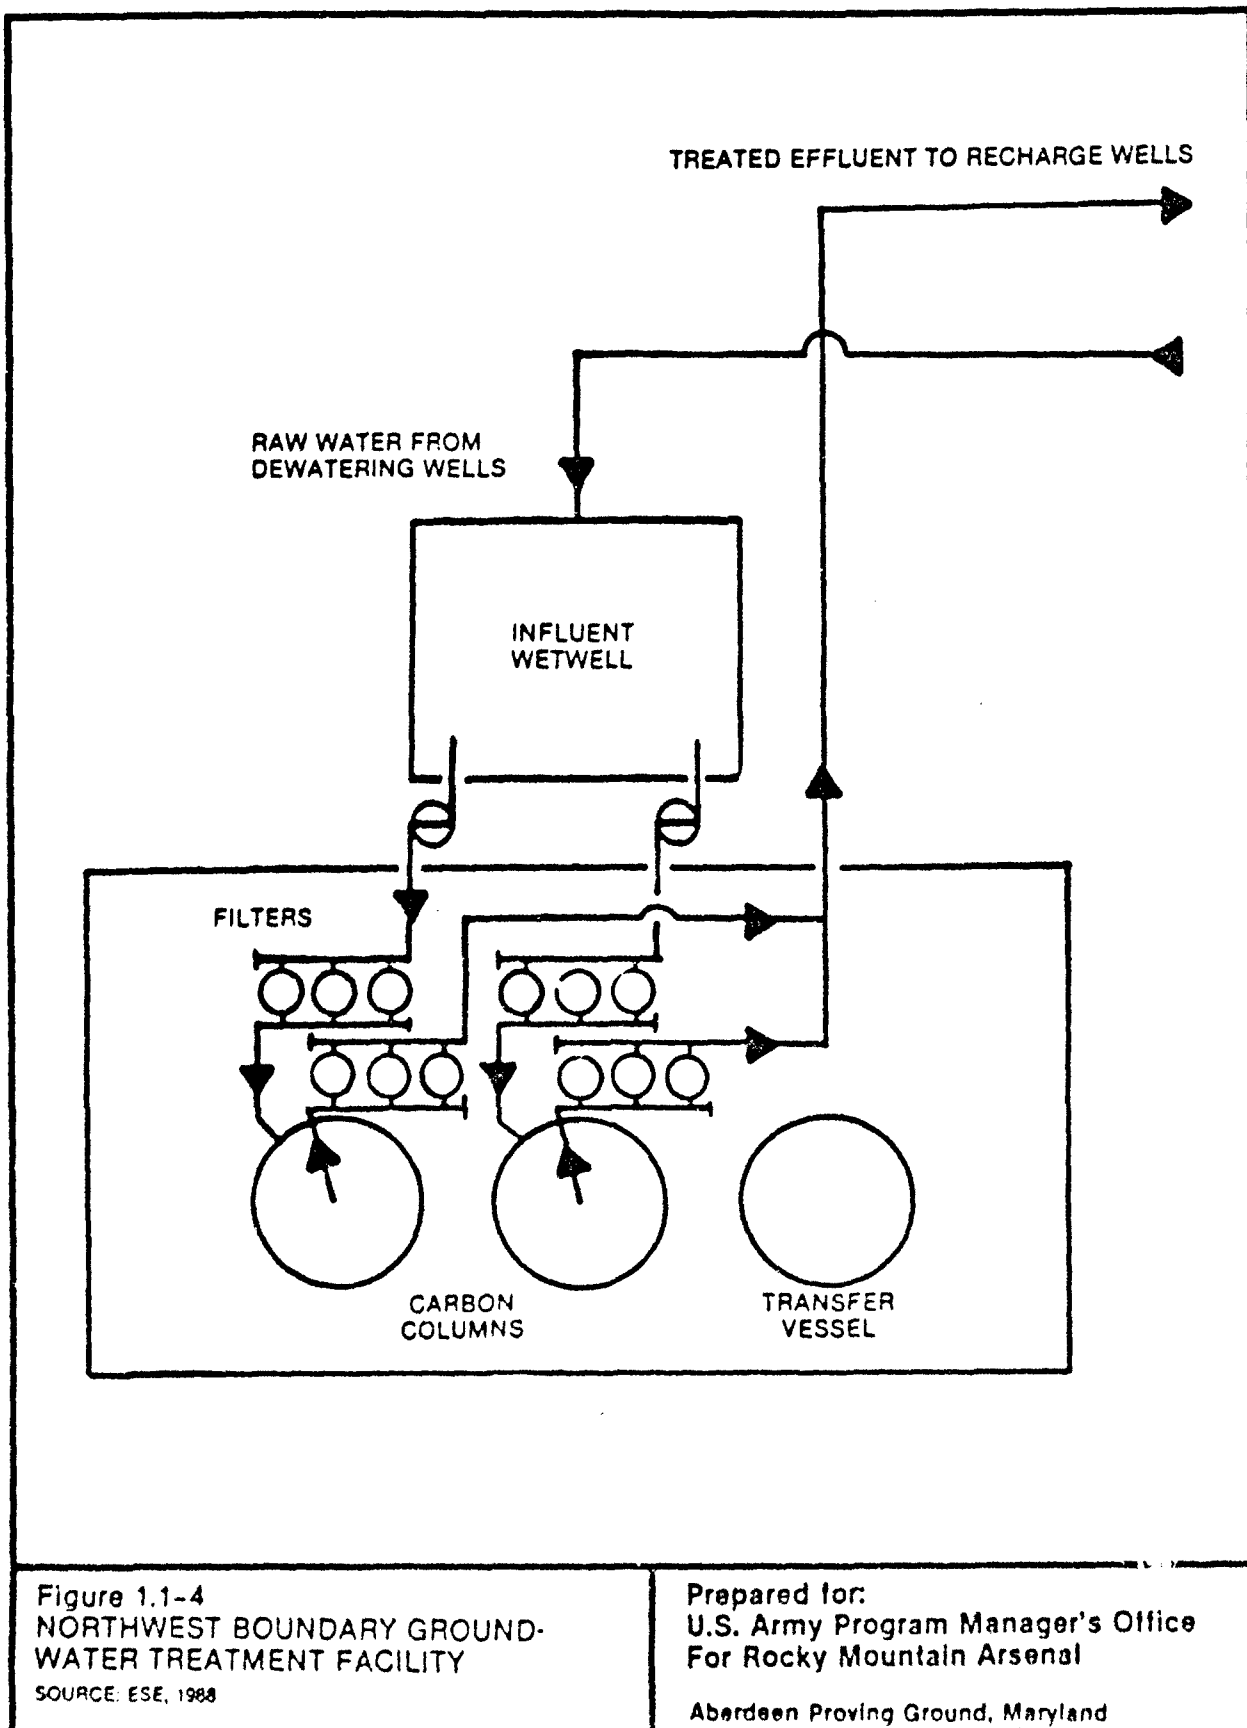 TREATED EFFLUENT TO RECHARGE WELLS
RAW WATER FROM
DEWATERING WELLS
INFLUENT
WETWELL
FILTERS
CARBON
COLUMNS
TRANSFER
VESSEL
Figure 1.1-4
NORTHWEST BOUNDARY GROUND-
WATER TREATMENT FACILITY
SOURCE: ESE, 1988
Prepared for:
U.S. Army Program Manager's Office
For Rocky Mountain Arsenal
Aberdeen Proving Ground, Maryland